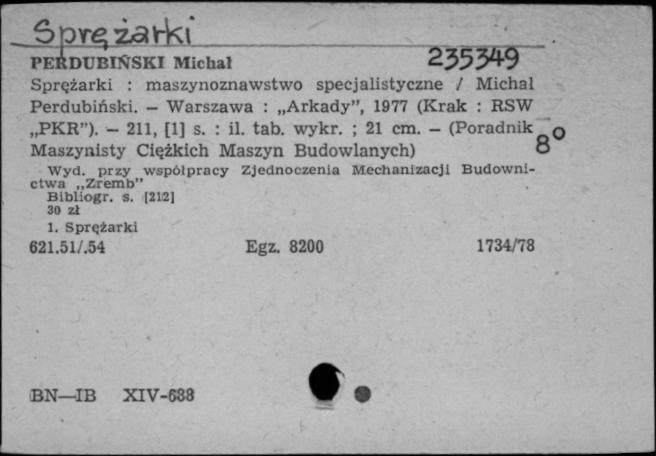 Sprężarki
PERDUBIŃSKI Michał 235349
Sprężarki : maszynoznawstwo specjalistyczne / Michał
Perdubiński. — Warszawa : „Arkady”, 1977 (Krak : RSW
„PKR”). — 211, [1] s. : il. tab. wykr. ; 21 cm. — (Poradnik
Maszynisty Ciężkich Maszyn Budowlanych) 8°
Wyd. przy współpracy Zjednoczenia Mechanizacji Budowni-
ctwa „Zremb”
Bibliogr. s. [212]
30 zł
1. Sprężarki
621.51/.54 Egz. 8200 1734/78
BN—IB XIV-688